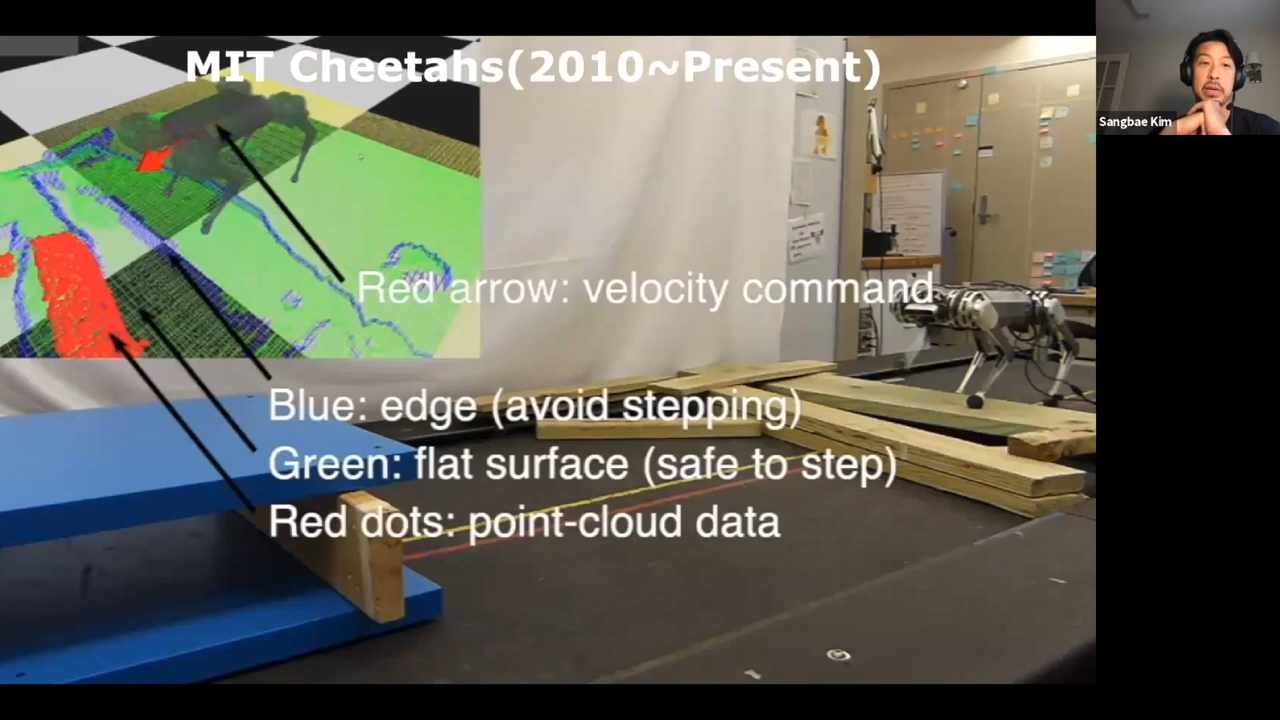 MIT Cheetahs(2010~Present)
Sangbae Kim
Red arrow: velocity command
Blue: edge (avoid stepping)
Green: flat surface (safe to step)
Red dots: point-cloud data